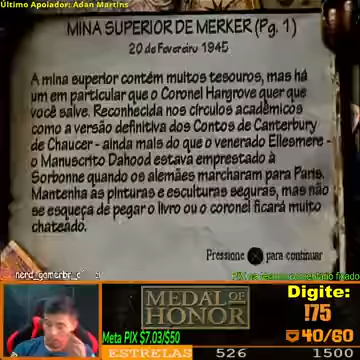 Último Apoiador: Adan Martins
MINA SUPERIOR DE MERKER (Pg. 1)
20 de Fevereiro 1945
A mina superior contém muitos tesouros, mas há
um em particular que o Coronel Hargrove quer que
você salve. Reconhecida nos círculos acadêmicos
como a versão definitiva dos Contos de Canterbury
de Chaucer - ainda mais do que o venerado Ellesmere -
o Manuscrito Dahood estava emprestado à
Sorbonne quando os alemães marcharam para Paris.
Mantenha as pinturas e esculturas seguras, mas não
se esqueça de pegar o livro ou o coronel ficará muito
chateado.
Pressione X para continuar
fixado
MEDAL OF
HONOR
Digite:
!75
40/60
Meta PIX $7.03/$50
ESTRELAS 526 1500